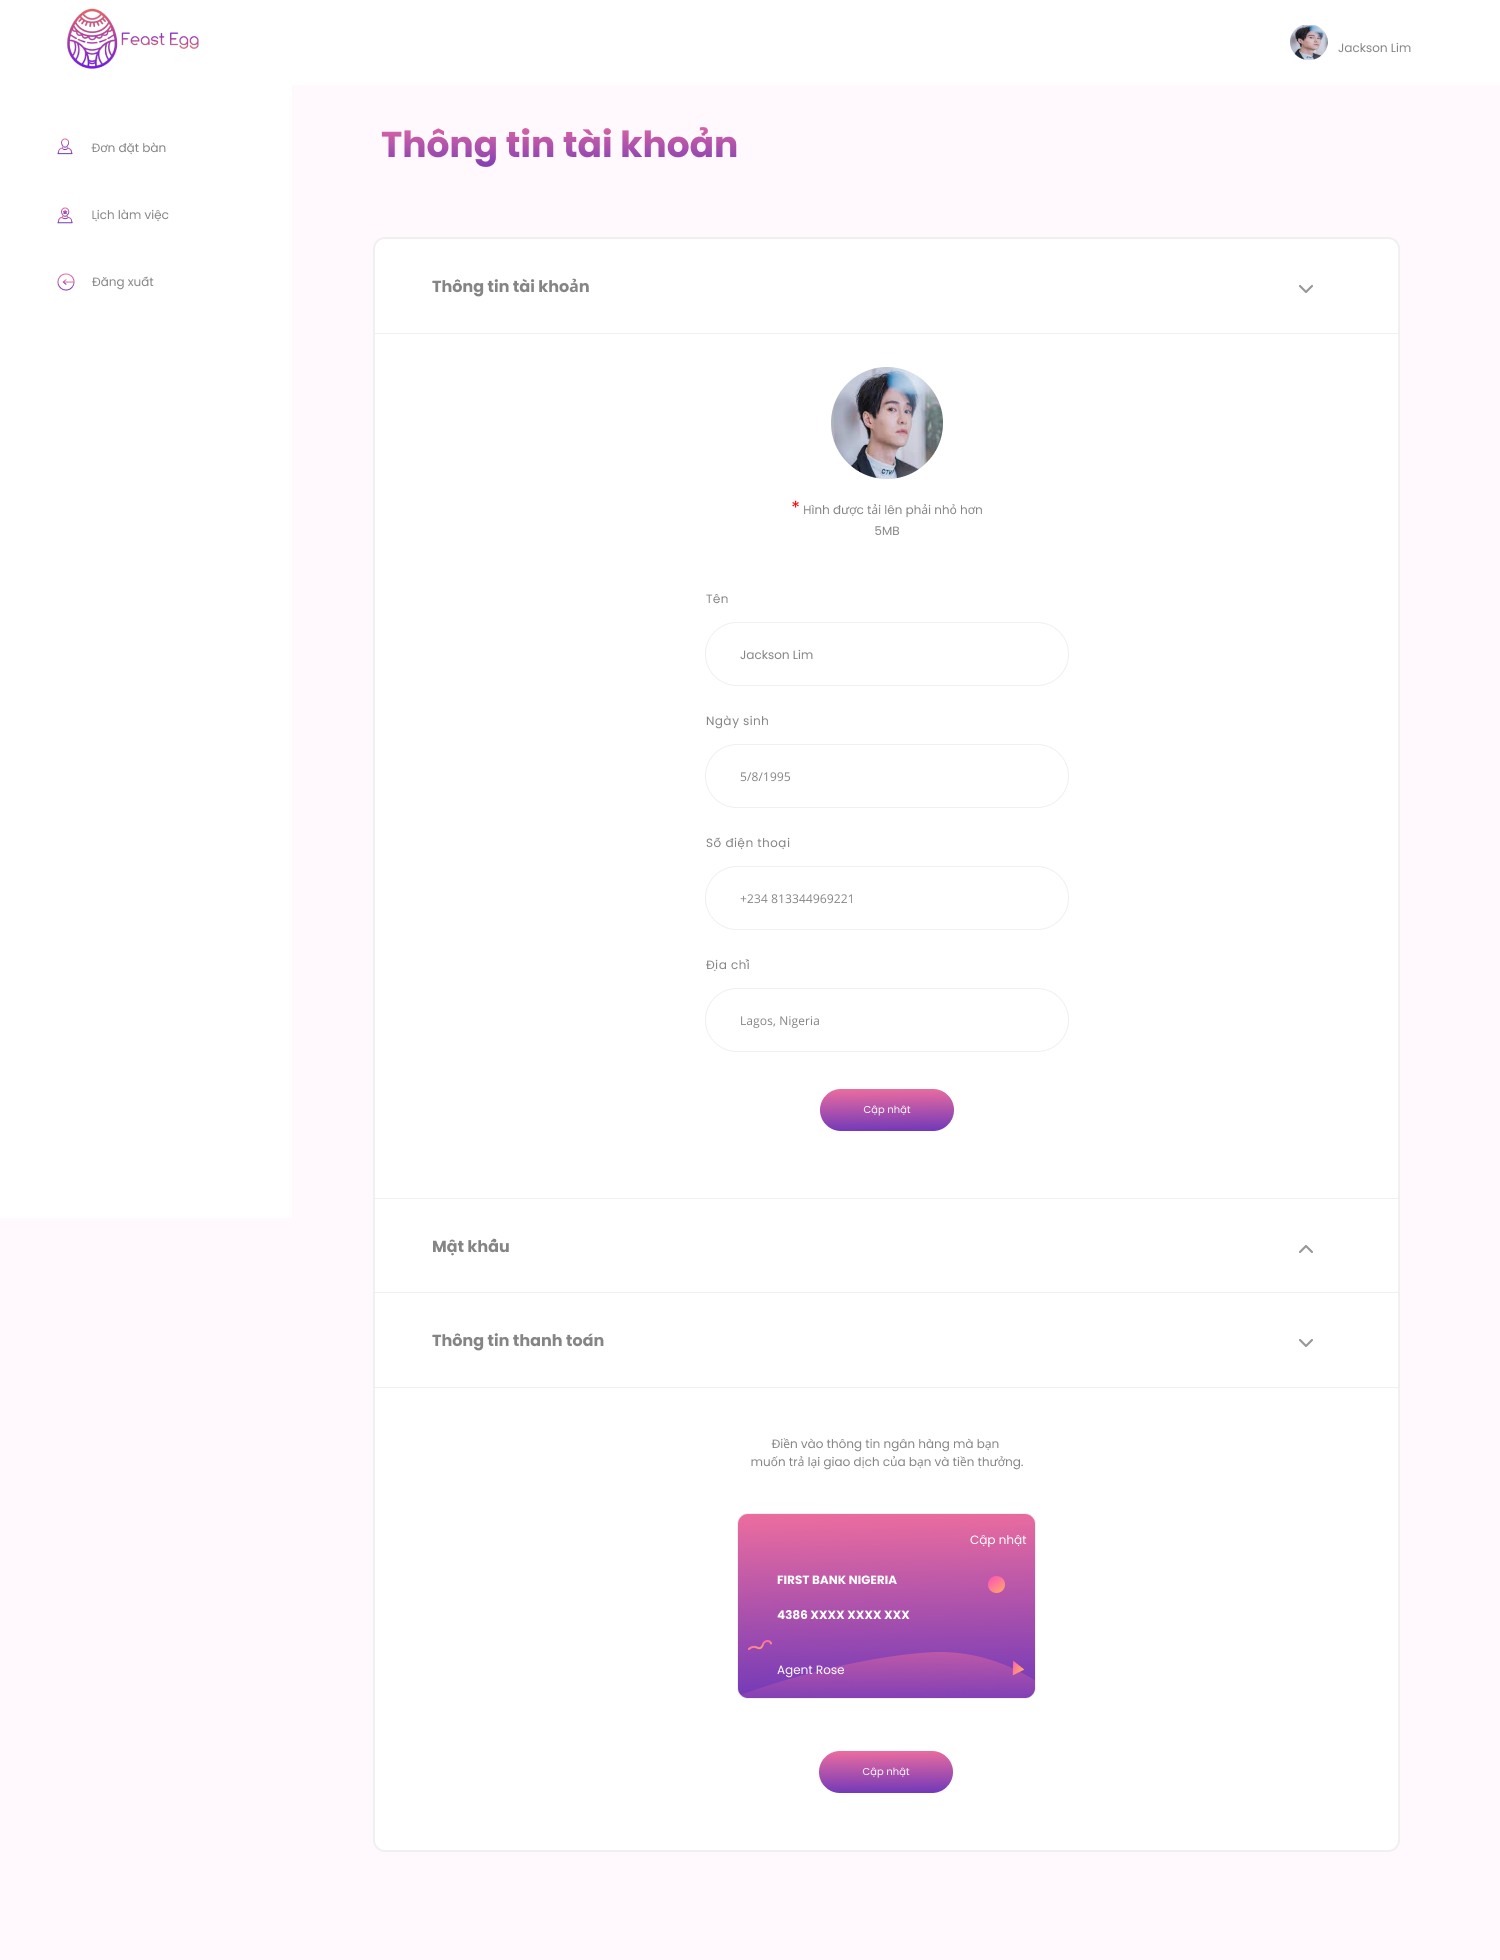 Feast Egg
Jackson Lim
Đơn đặt bàn
Lịch làm việc
Đăng xuất
Thông tin tài khoản
Thông tin tài khoản
* Hình được tải lên phải nhỏ hơn
5MB
Tên
Jackson Lim
Ngày sinh
5/8/1995
Số điện thoại
+234 813344969221
Địa chỉ
Lagos, Nigeria
Cập nhật
Mật khẩu
Thông tin thanh toán
Điền vào thông tin ngân hàng mà bạn
muốn trả lại giao dịch của bạn và tiền thưởng.
Cập nhật
FIRST BANK NIGERIA
4386 XXXX XXXX XXX
Agent Rose
Cập nhật